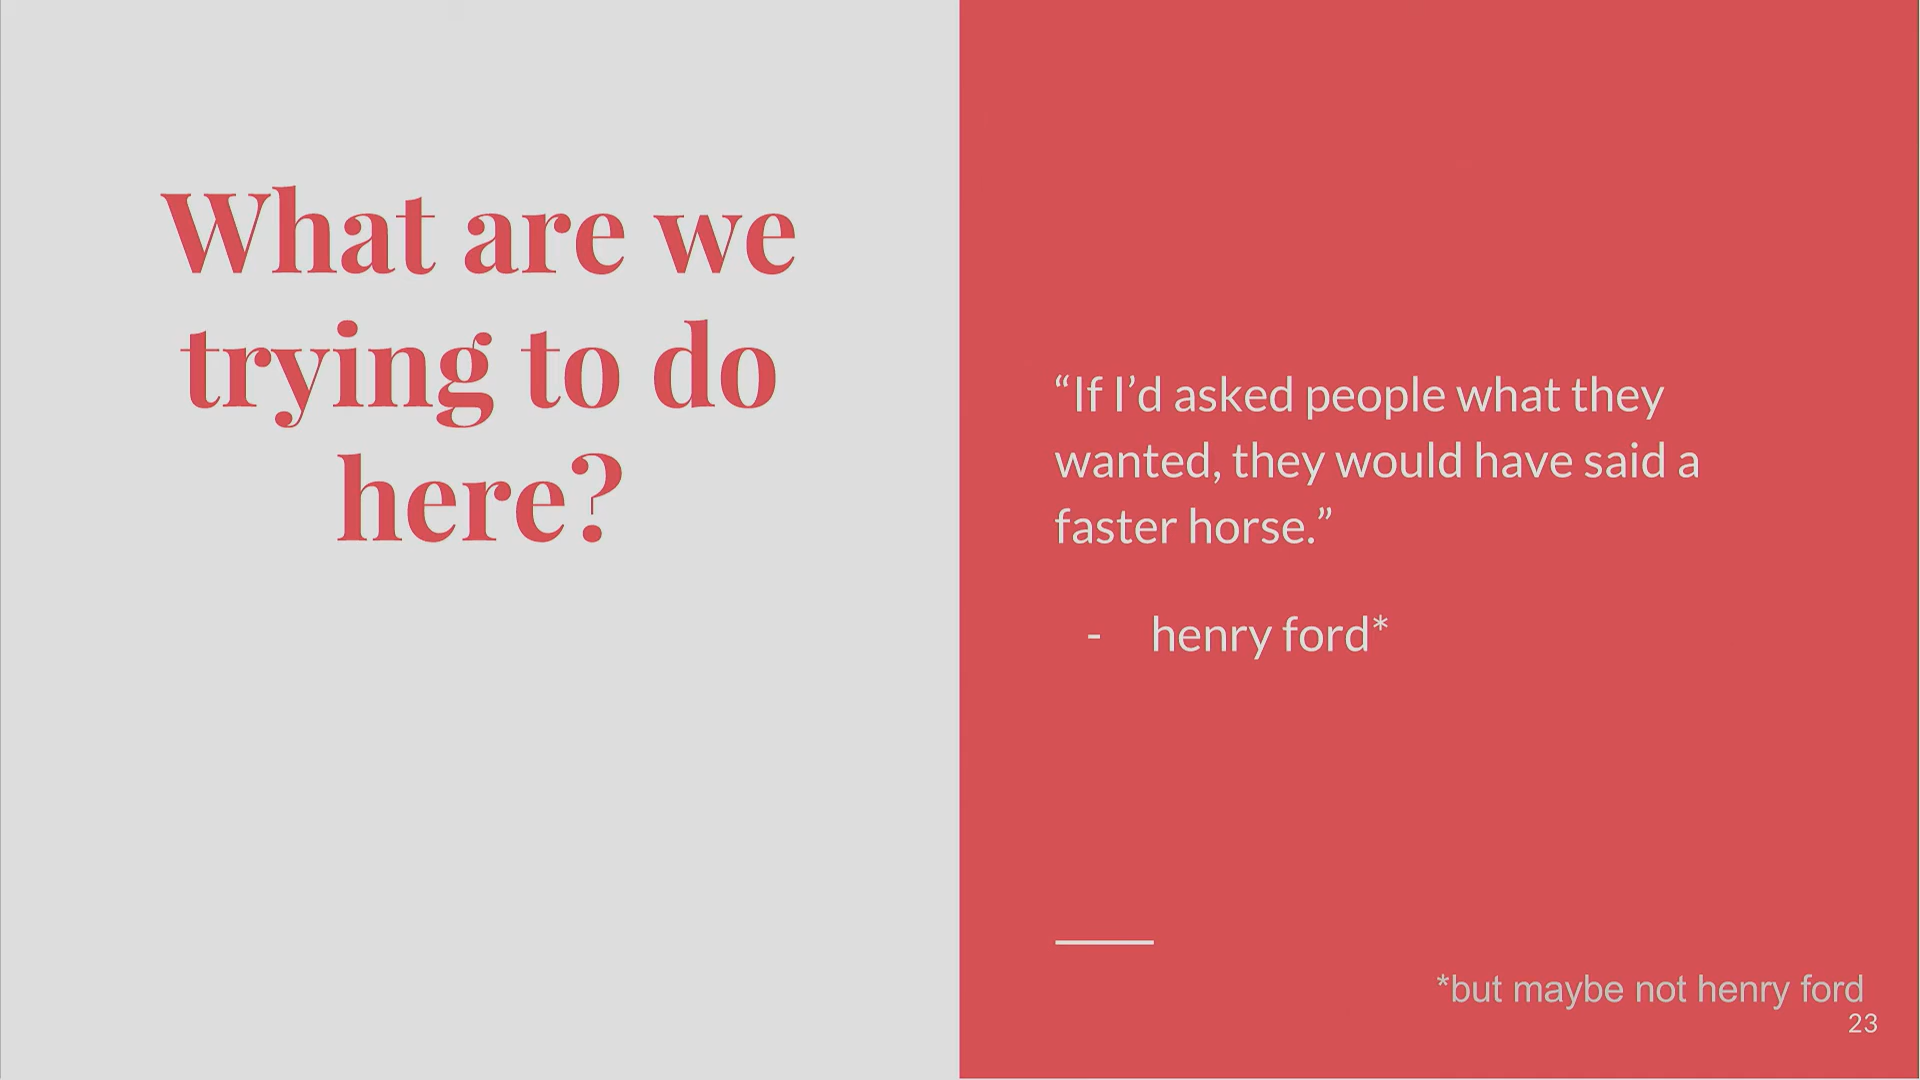 What are we
trying to do
here?
“If I’d asked people what they
wanted, they would have said a
faster horse.”
- henry ford*
*but maybe not henry ford
23